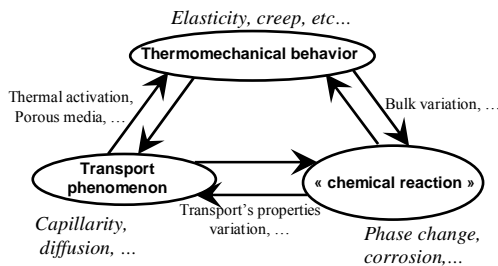 Elasticity, creep, etc…
Thermomechanical behavior
Thermal activation,
Porous media, …
Bulk variation, …
Transport
phenomenon
« chemical reaction »
Transport’s properties
variation, …
Capillarity,
diffusion, …
Phase change,
corrosion,…